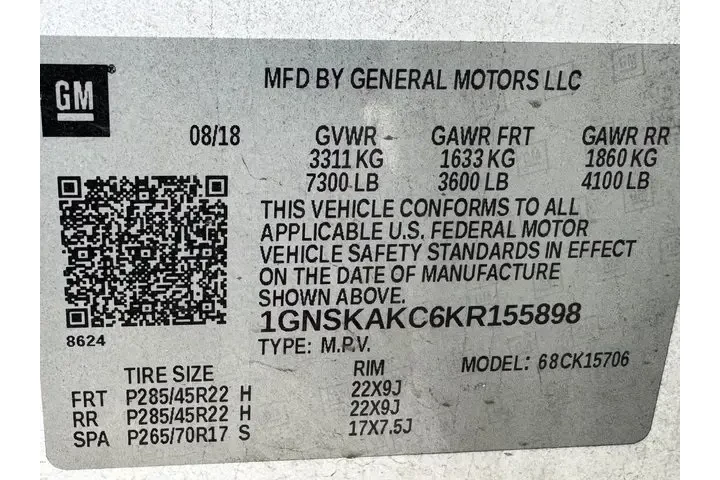 GM
MFD BY GENERAL MOTORS LLC
08/18 GVWR GAWR FRT GAWR RR
3311 KG 1633 KG 1860 KG
7300 LB 3600 LB 4100 LB
THIS VEHICLE CONFORMS TO ALL
APPLICABLE U.S. FEDERAL MOTOR
VEHICLE SAFETY STANDARDS IN EFFECT
ON THE DATE OF MANUFACTURE
SHOWN ABOVE.
1GNSKAKC6KR155898
8624
TYPE: M.P.V. MODEL: 68CK15706
TIRE SIZE RIM
FRT P285/45R22 H 22X9J
RR P285/45R22 H 22X9J
SPA P265/70R17 S 17X7.5J